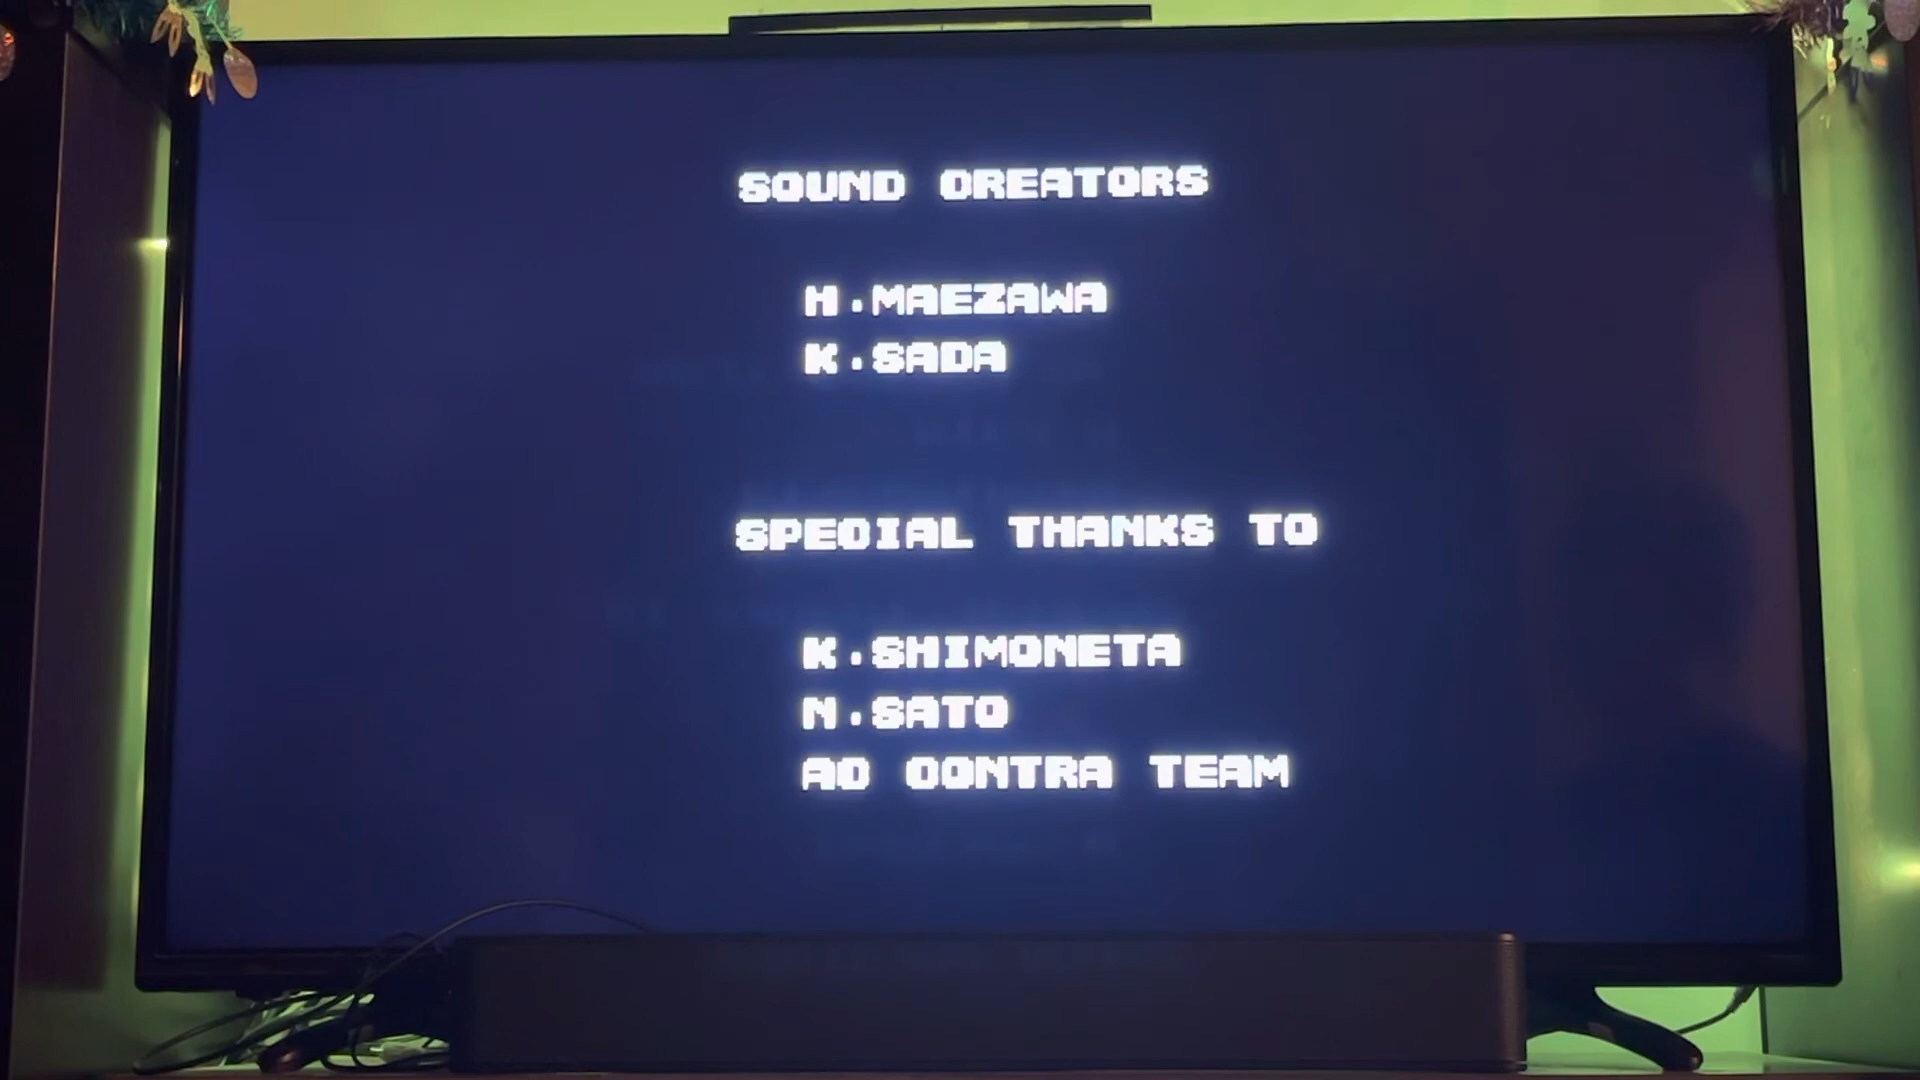 SOUND CREATORS
H.MAEZAWA
K.SADA
SPECIAL THANKS TO
K.SHIMONETA
N.SATO
AC CONTRA TEAM